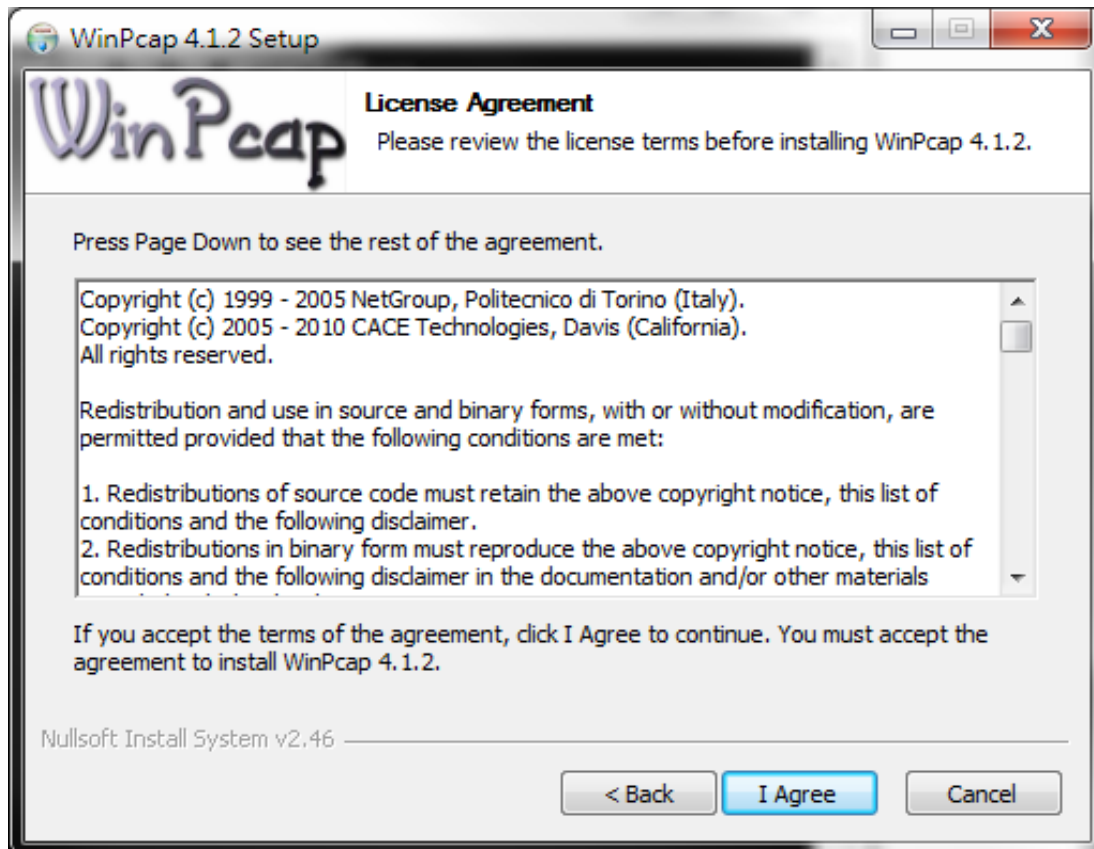 WinPcap 4.1.2 Setup
WinPcap
License Agreement
Please review the license terms before installing WinPcap 4.1.2.
Press Page Down to see the rest of the agreement.
Copyright (c) 1999 - 2005 NetGroup, Politecnico di Torino (Italy).
Copyright (c) 2005 - 2010 CACE Technologies, Davis (California).
All rights reserved.
Redistribution and use in source and binary forms, with or without modification, are
permitted provided that the following conditions are met:
1. Redistributions of source code must retain the above copyright notice, this list of
conditions and the following disclaimer.
2. Redistributions in binary form must reproduce the above copyright notice, this list of
conditions and the following disclaimer in the documentation and/or other materials
If you accept the terms of the agreement, click I Agree to continue. You must accept the
agreement to install WinPcap 4.1.2.
Nullsoft Install System v2.46
< Back
I Agree
Cancel